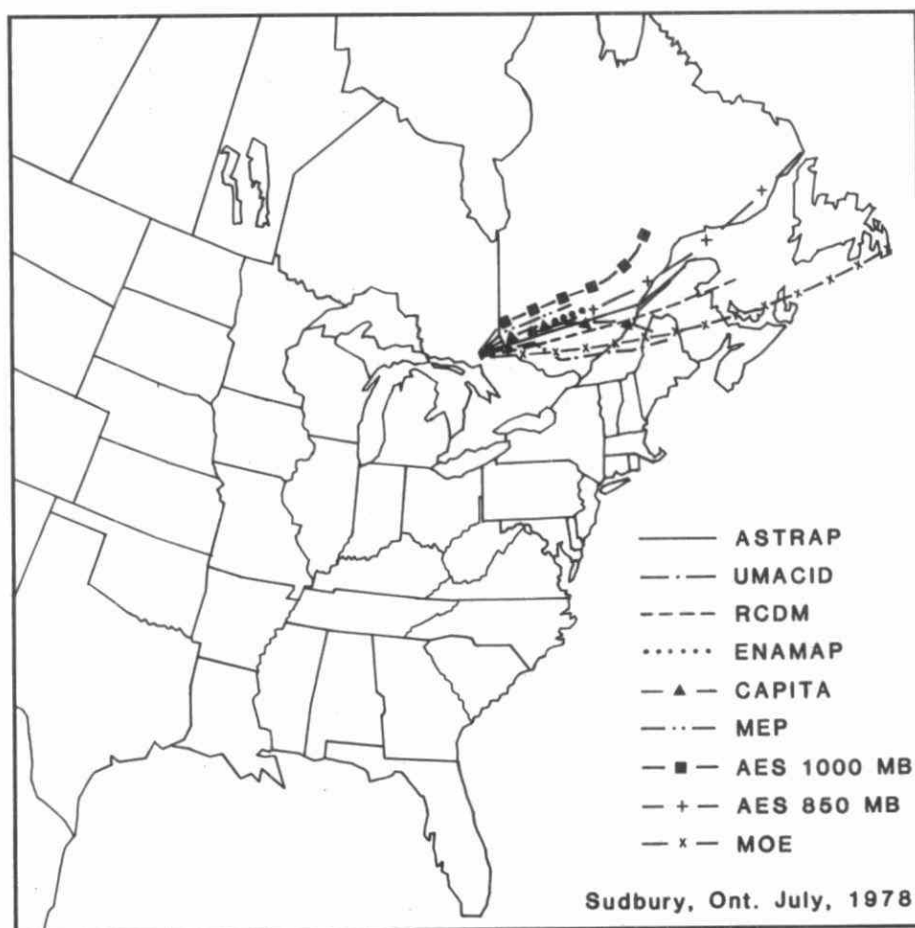 ASTRAP
UMACID
RCDM
ENAMAP
CAPITA
MEP
AES 1000 MB
AES 850 MB
MOE
Sudbury, Ont. July, 1978